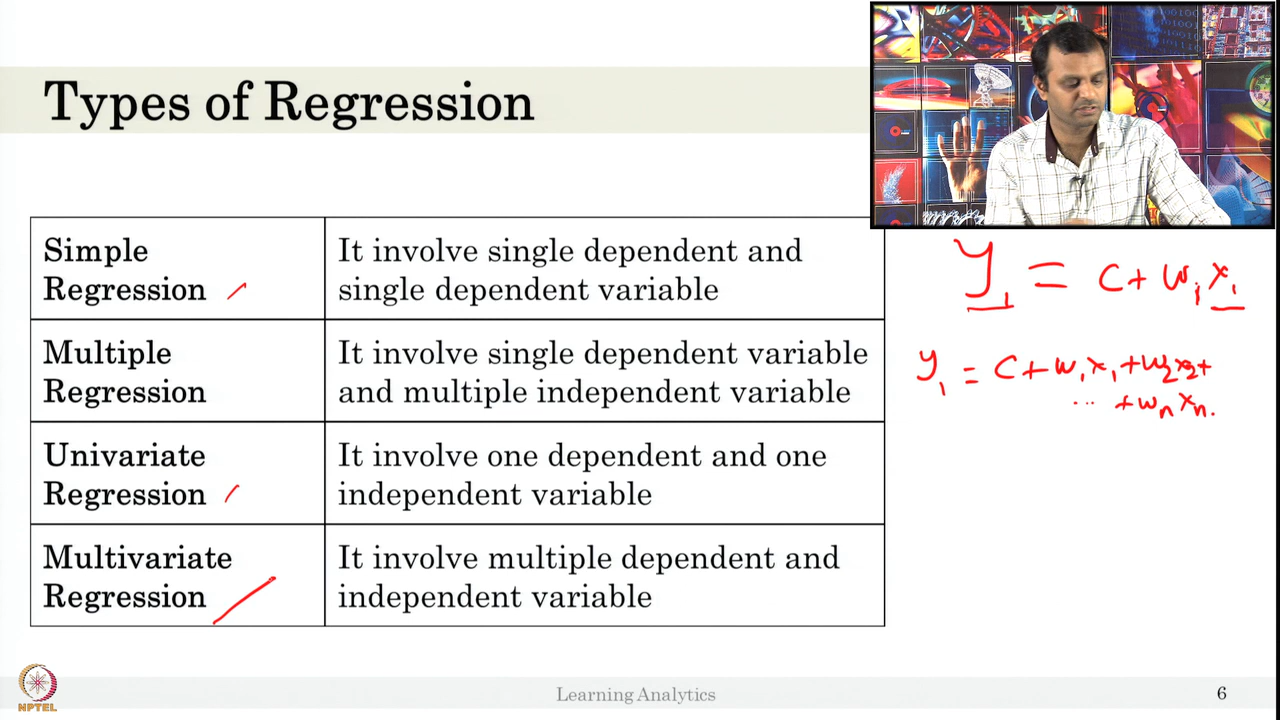 Types of Regression
Simple
Regression
It involve single dependent and
single dependent variable
Multiple
Regression
It involve single dependent variable
and multiple independent variable
Univariate
Regression
It involve one dependent and one
independent variable
Multivariate
Regression
It involve multiple dependent and
independent variable
y₁ = C + w₁x₁
y₁ = C + w₁x₁ + w₂x₂ +
... + wₙxₙ.
NPTEL
Learning Analytics
6